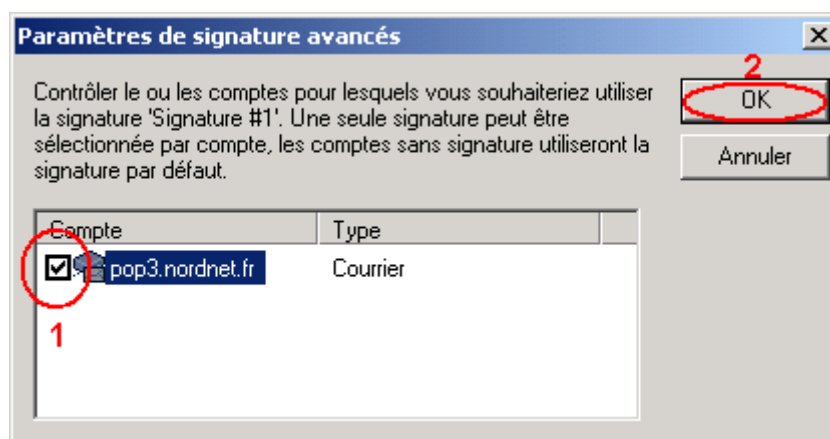 Paramètres de signature avancés
2
Contrôler le ou les comptes pour lesquels vous souhaiteriez utiliser
la signature 'Signature #1'. Une seule signature peut être
sélectionnée par compte, les comptes sans signature utiliseront la
signature par défaut.
OK
Annuler
Compte Type
pop3.nordnet.fr Courrier
1